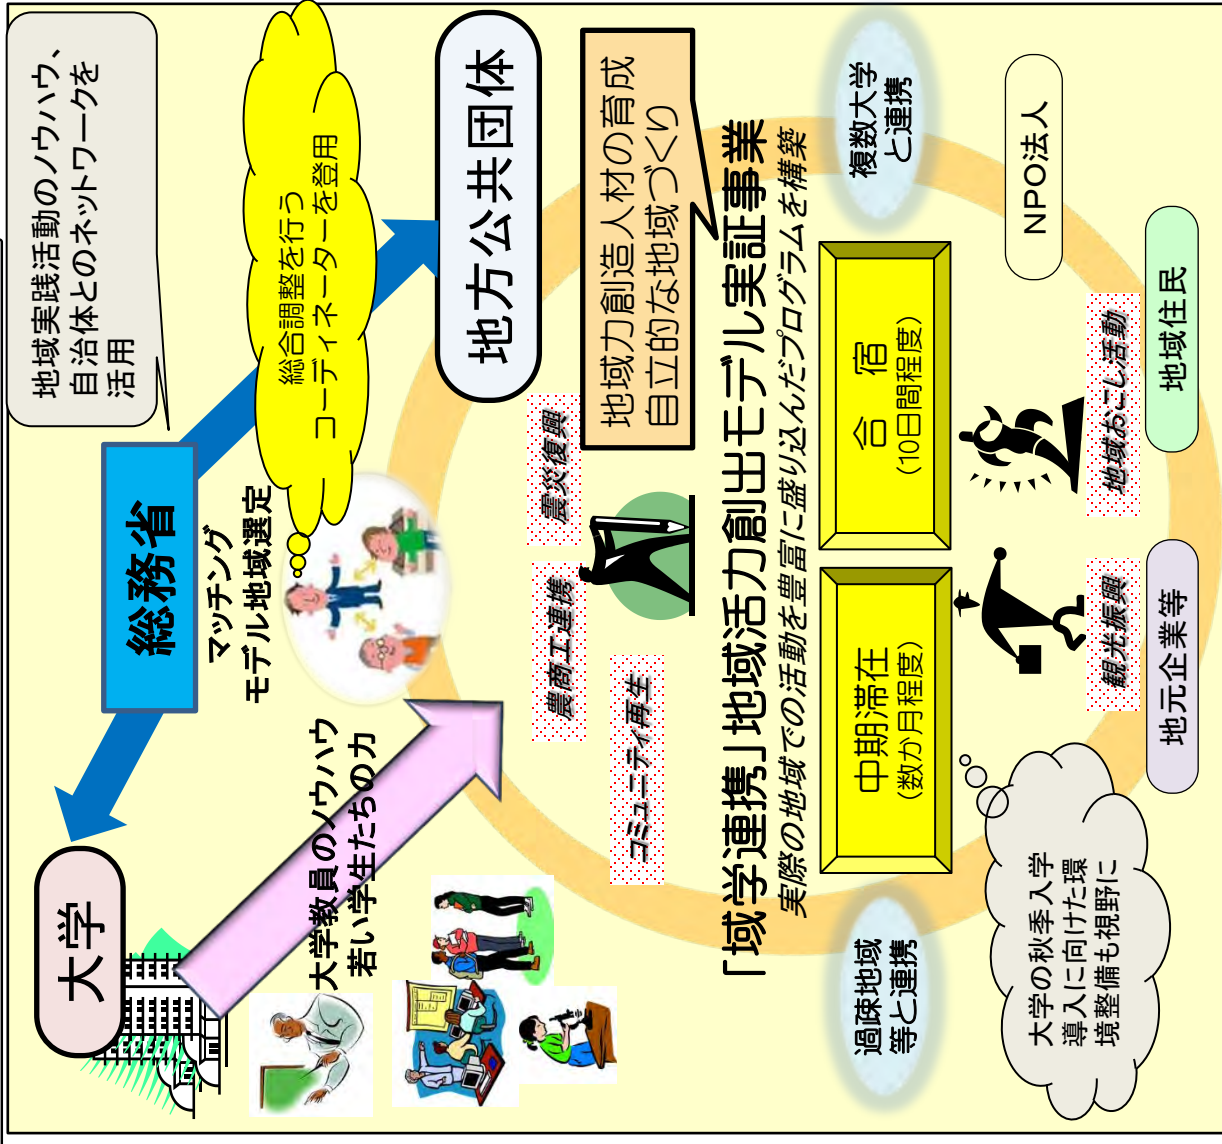 地域実践活動のノウハウ、
自治体とのネットワークを
活用
総務省
マッチング
モデル地域選定
総合調整を行う
コーディネーターを登用
大学
地方公共団体
大学教員のノウハウ
若い学生たちの力
農商工連携
震災復興
コミュニティ再生
地域力創造人材の育成
自立的な地域づくり
「域学連携」地域活力創出モデル実証事業
実際の地域での活動を豊富に盛り込んだプログラムを構築
過疎地域
等と連携
中期滞在
(数か月程度)
合　宿
(10日間程度)
複数大学
と連携
観光振興
地域おこし活動
NPO法人
地元企業等
地域住民
大学の秋季入学
導入に向けた環
境整備も視野に